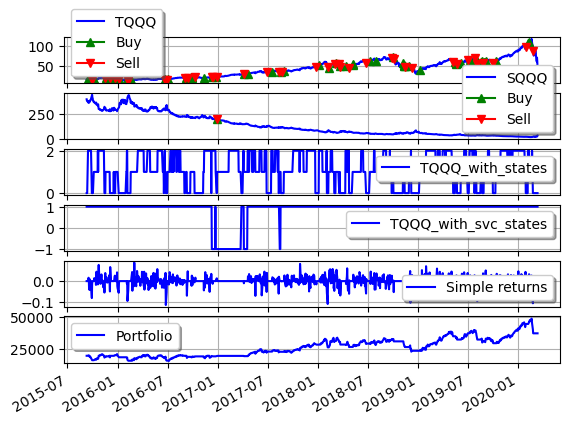 TQQQ
Buy
Sell
100
50
SQQQ
Buy
Sell
250
0
2
0
TQQQ_with_states
1
−1
TQQQ_with_svc_states
0.0
−0.1
Simple returns
50000
25000
Portfolio
2015-07
2016-01
2016-07
2017-01
2017-07
2018-01
2018-07
2019-01
2019-07
2020-01